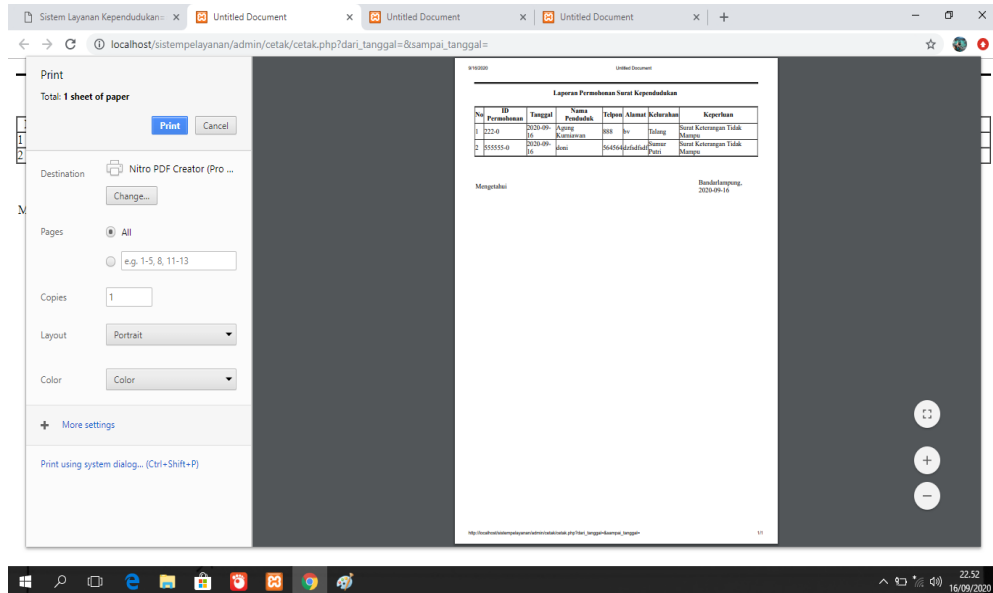 Sistem Layanan Kependudukan=
Untitled Document
Untitled Document
Untitled Document
localhost/sistempelayanan/admin/cetak/cetak.php?dari_tanggal=&sampai_tanggal=
Print
Total: 1 sheet of paper
Print Cancel
Destination Nitro PDF Creator (Pro ...
Change...
Pages All
e.g. 1-5, 8, 11-13
Copies 1
Layout Portrait
Color Color
More settings
Print using system dialog... (Ctrl+Shift+P)
1
2
M
Untitled Document
Laporan Permohonan Surat Kependudukan
No ID Permohonan Tanggal Nama Penduduk Telpon Alamat Kelurahan Keperluan
1 222-0 2020-09-16 Agung Kurniawan 888 bv Talang Surat Keterangan Tidak Mampu
2 555555-0 2020-09-16 doni 564564 Sumur Putri Surat Keterangan Tidak Mampu
Mengetahui
Bandarlampung,
2020-09-16
http://localhost/sistempelayanan/admin/cetak/cetak.php?dari_tanggal=&sampai_tanggal=
1/1
22.52
16/09/2020